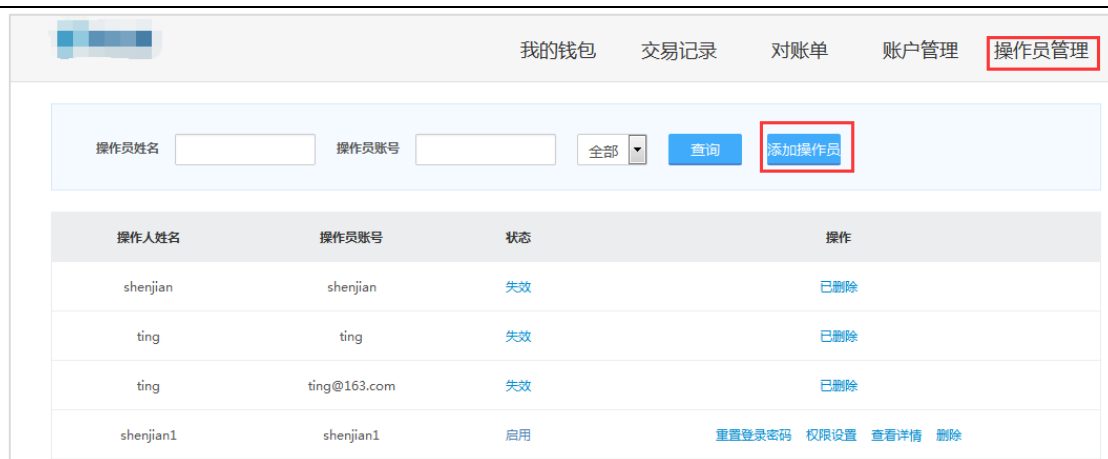 我的钱包 交易记录 对账单 账户管理 操作员管理
操作员姓名 操作员账号 全部 查询 添加操作员
操作人姓名 操作员账号 状态 操作
shenjian shenjian 失效 已删除
ting ting 失效 已删除
ting ting@163.com 失效 已删除
shenjian1 shenjian1 启用 重置登录密码 权限设置 查看详情 删除